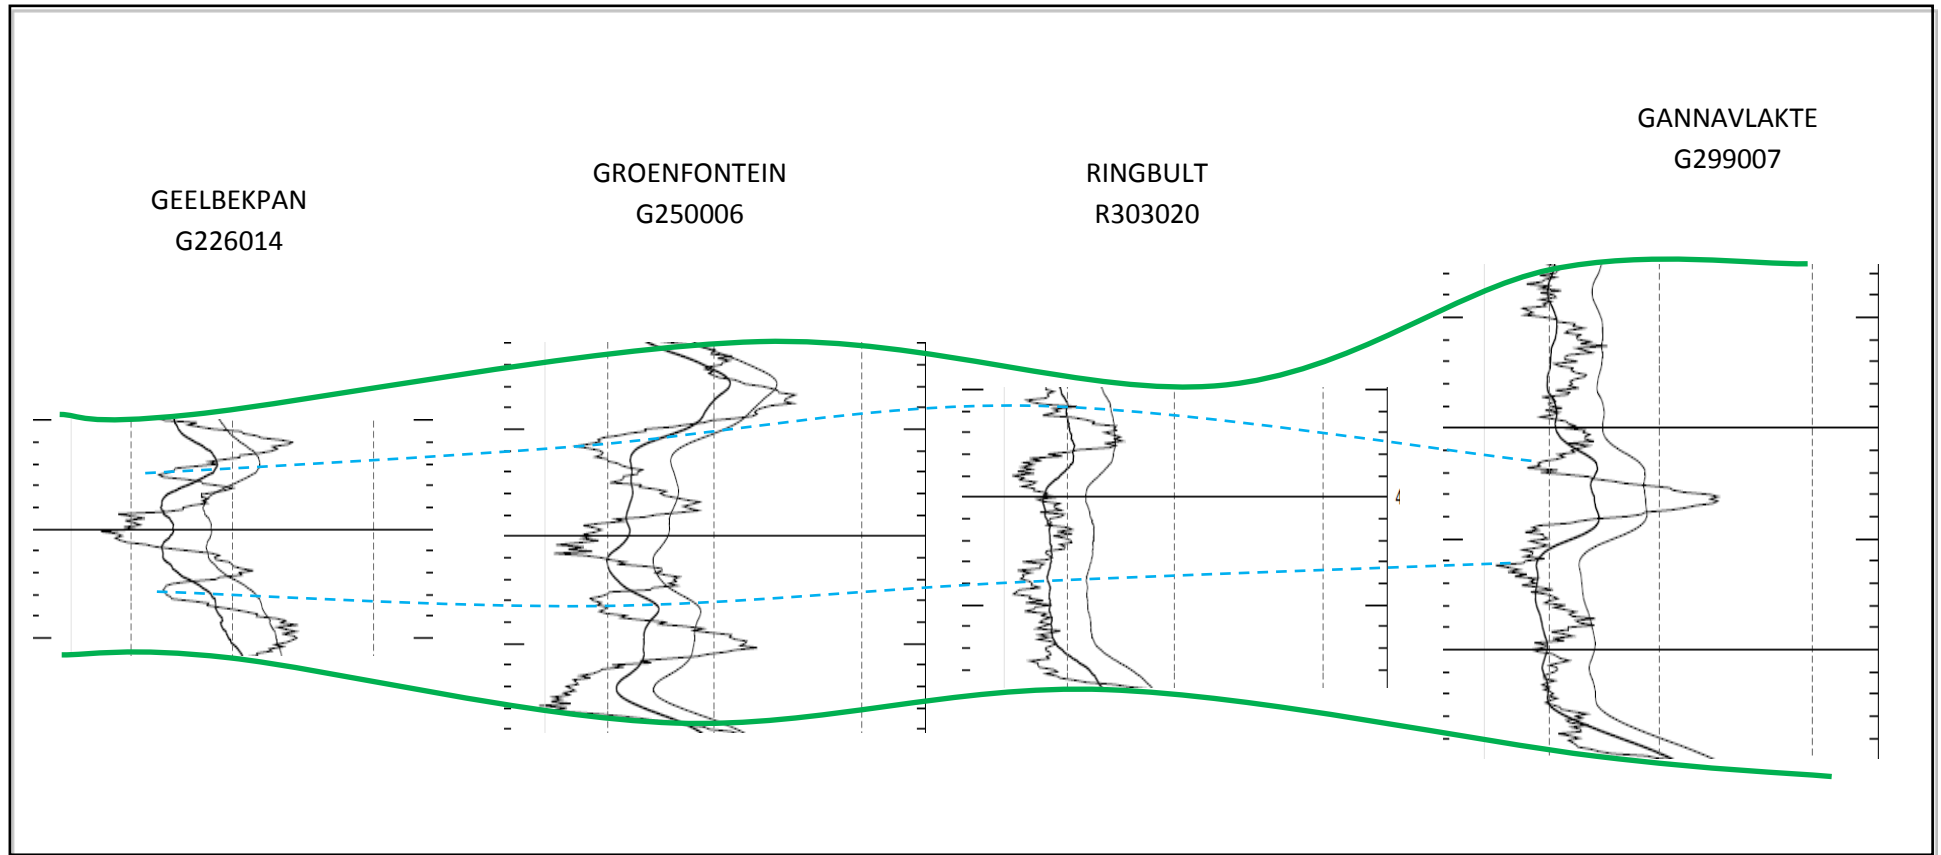 GEELBEKPAN
G226014
GROENFONTEIN
G250006
RINGBULT
R303020
GANNAVLAKTE
G299007